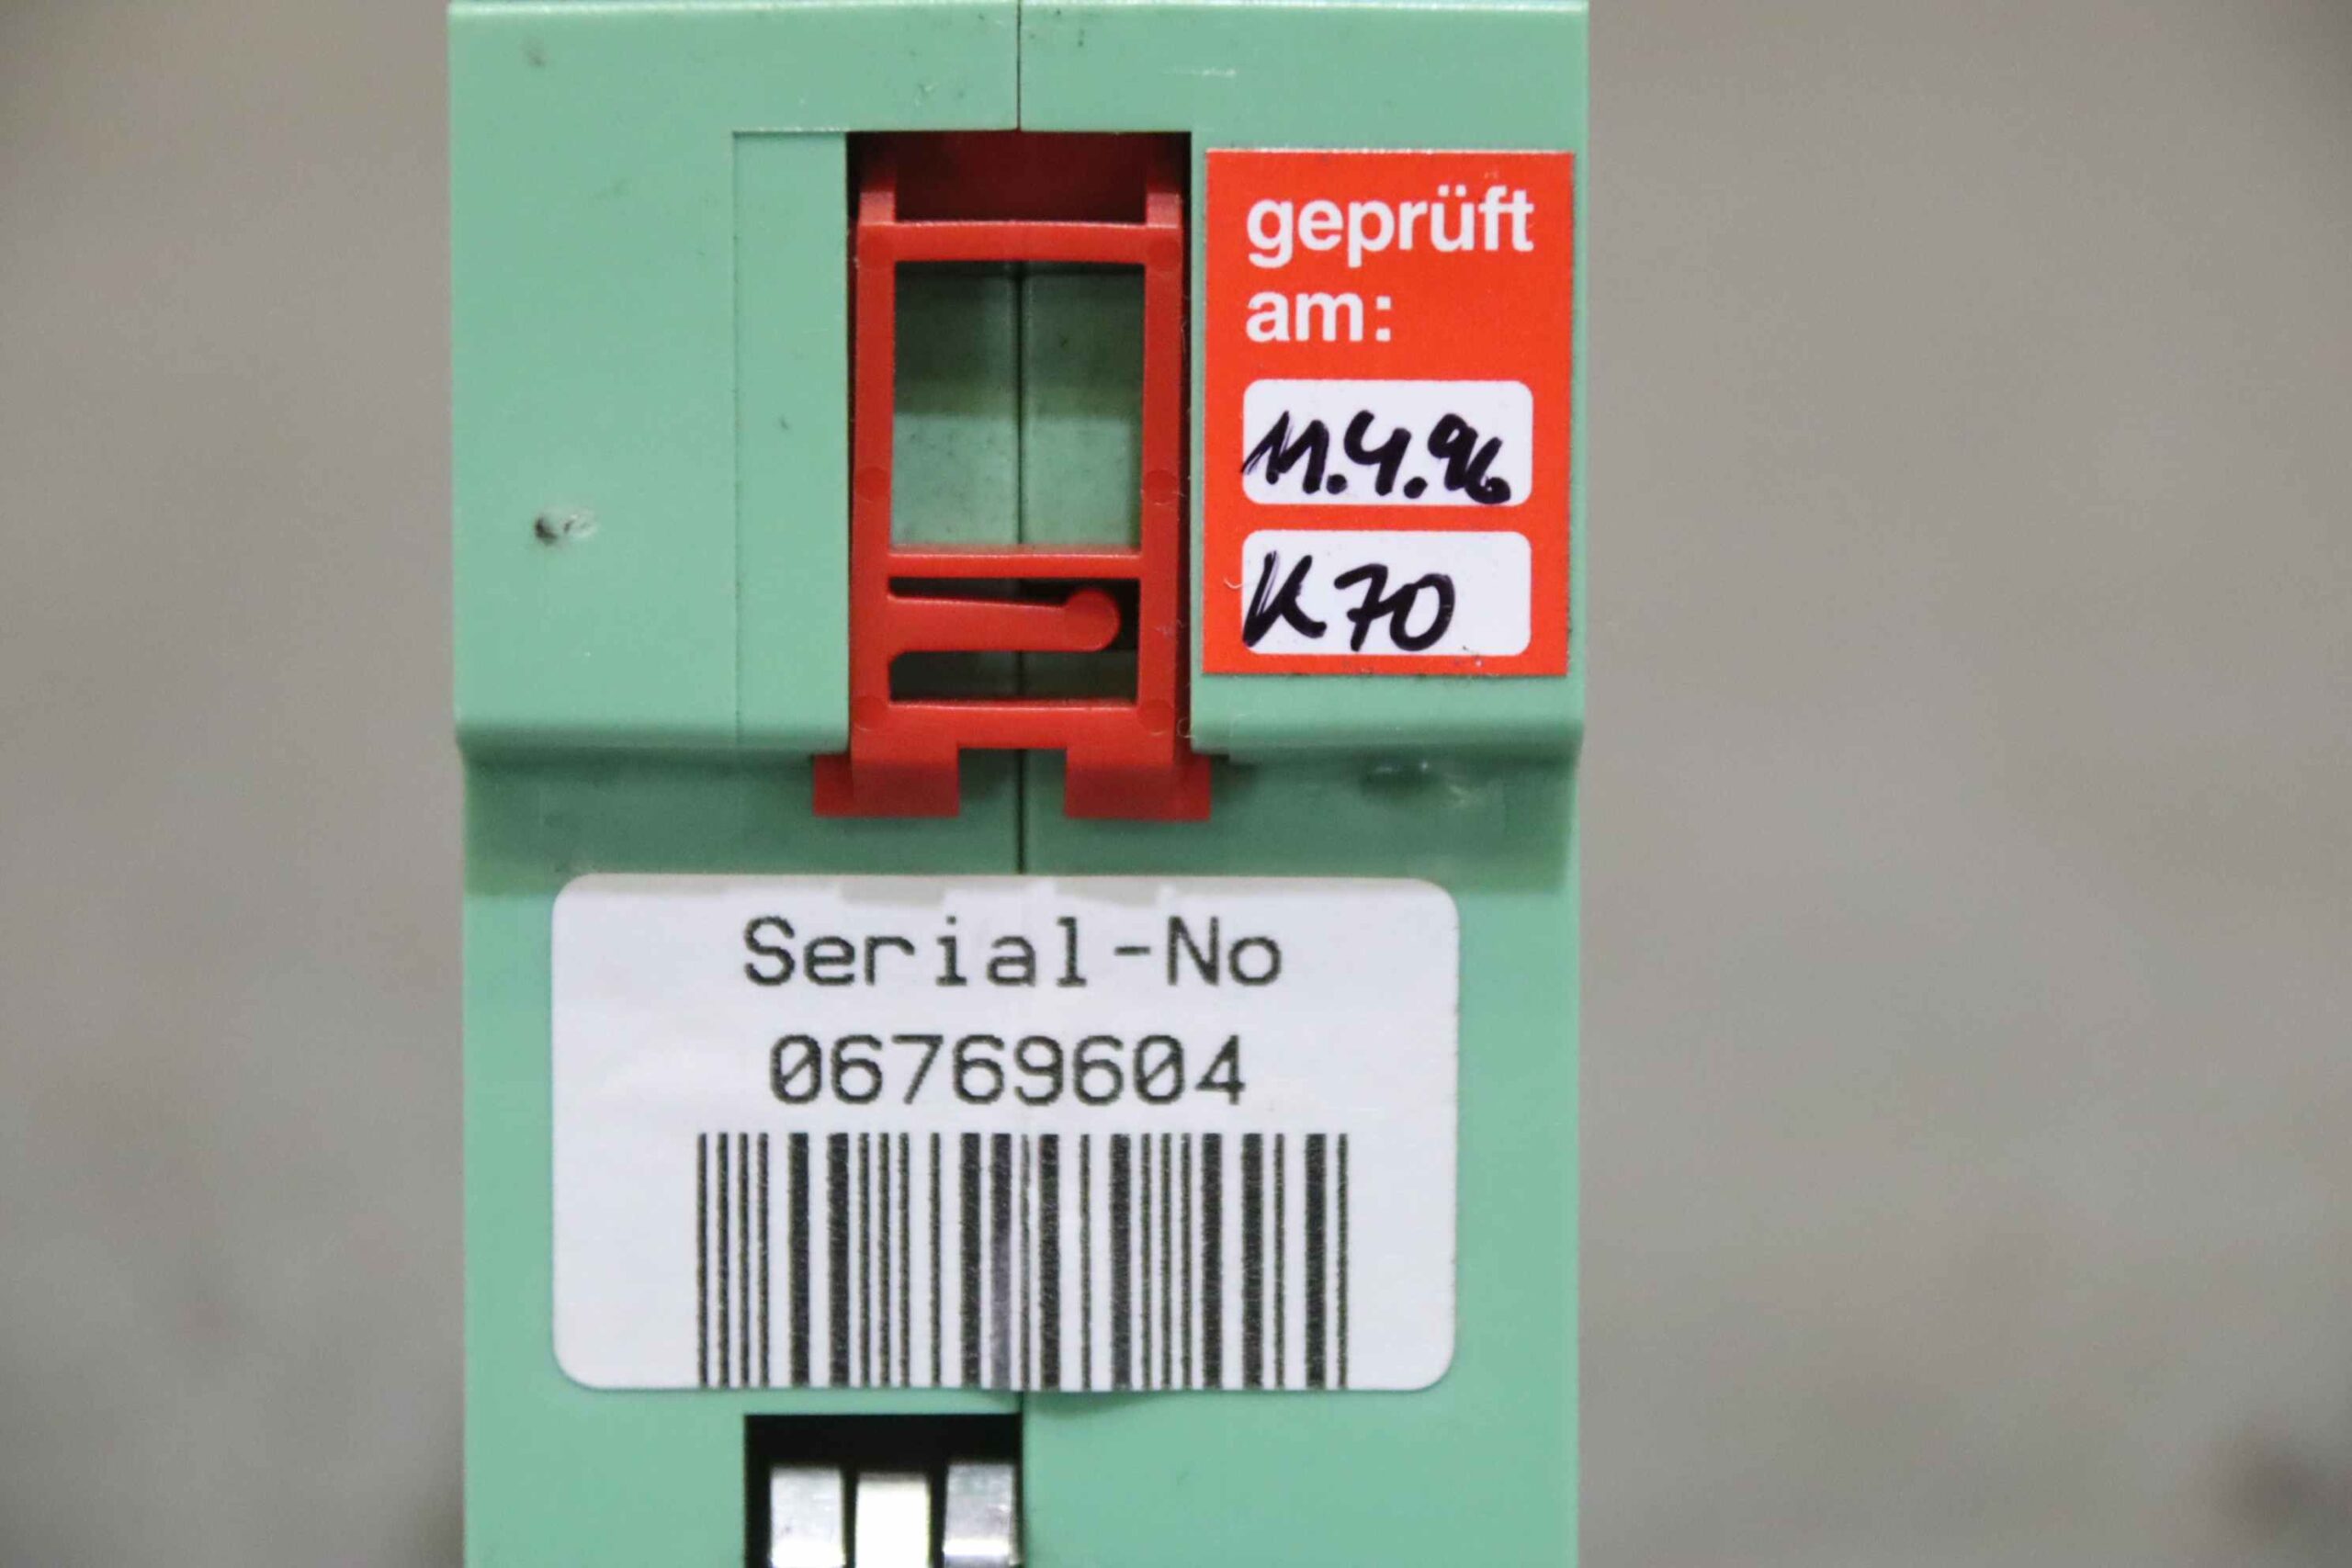 geprüft
am:
11.4.96
K70
Serial-No
06769604